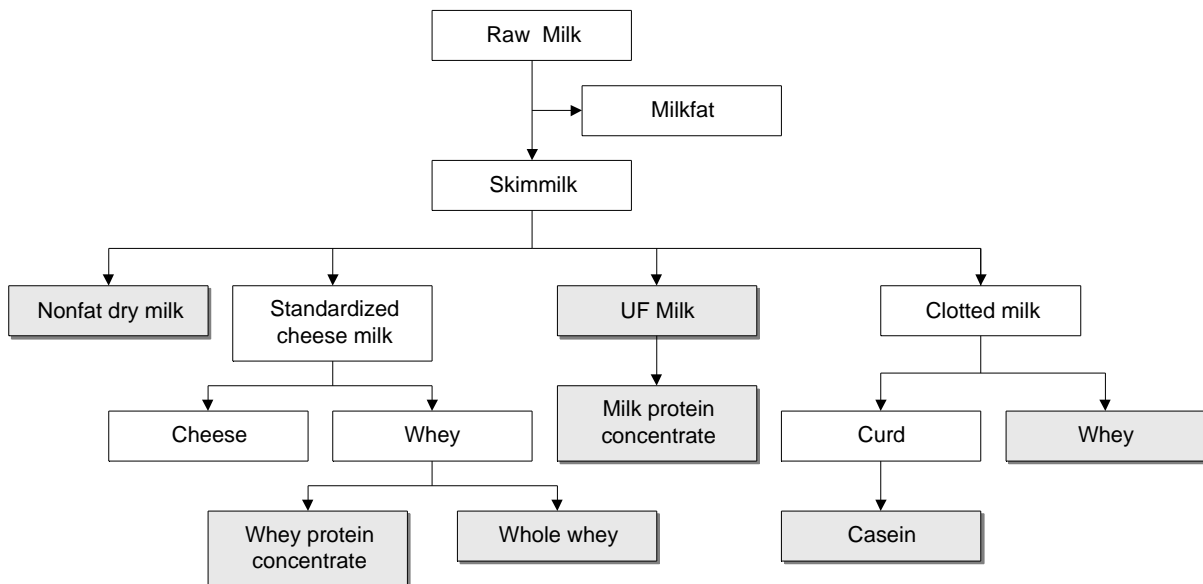 Raw Milk
Milkfat
Skimmilk
Nonfat dry milk
Standardized
cheese milk
UF Milk
Clotted milk
Cheese
Whey
Milk protein
concentrate
Curd
Whey
Whey protein
concentrate
Whole whey
Casein